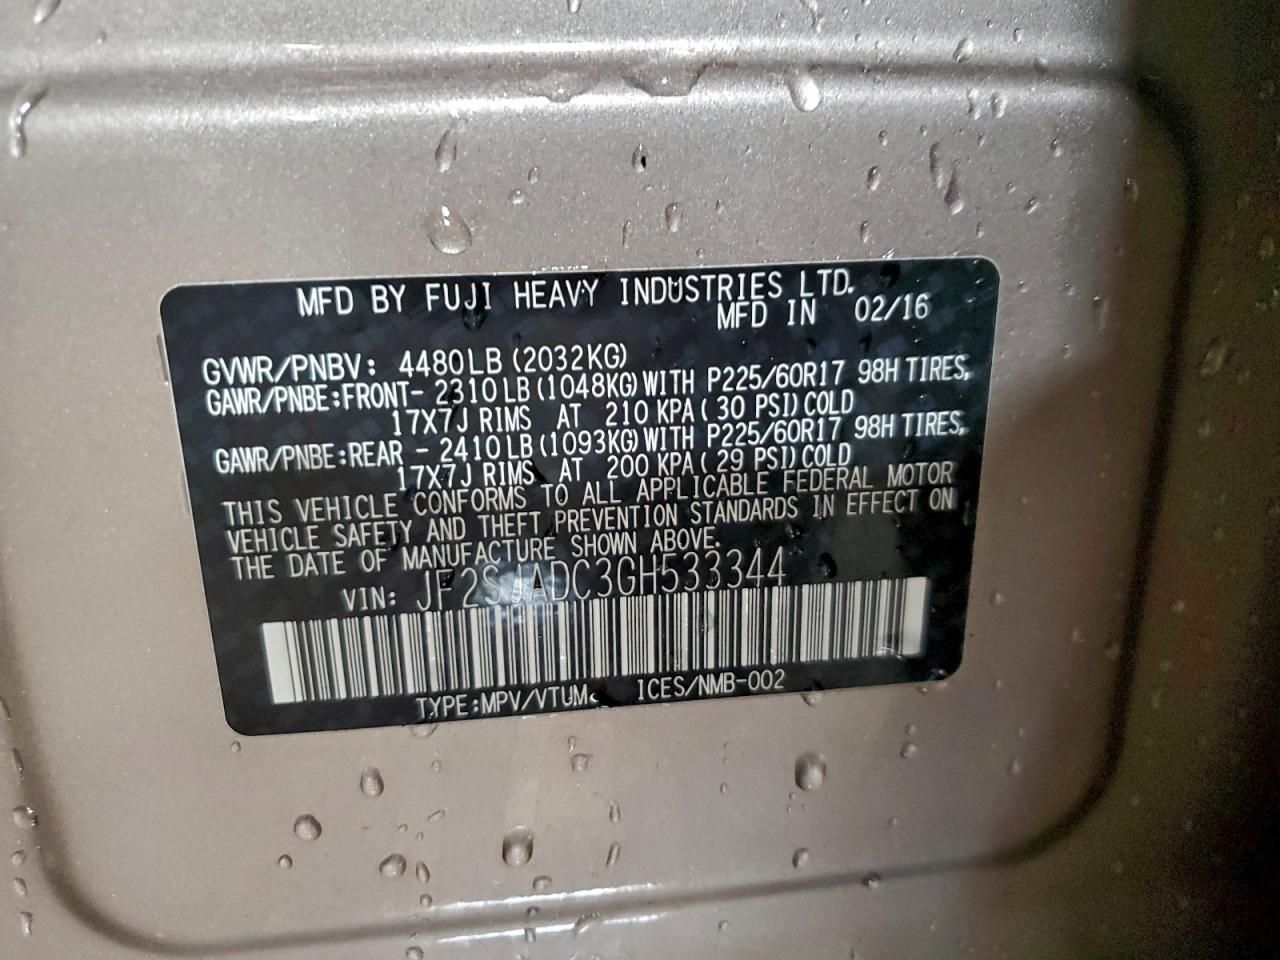 MFD BY FUJI HEAVY INDUSTRIES LTD.
MFD IN 02/16
GVWR/PNBV: 4480LB(2032KG)
GAWR/PNBE:FRONT- 2310LB(1048KG)WITH P225/60R17 98H TIRES,
17X7J RIMS AT 210 KPA(30 PSI)COLD
GAWR/PNBE:REAR - 2410LB(1093KG)WITH P225/60R17 98H TIRES,
17X7J RIMS AT 200 KPA(29 PSI)COLD
THIS VEHICLE CONFORMS TO ALL APPLICABLE FEDERAL MOTOR
VEHICLE SAFETY AND THEFT PREVENTION STANDARDS IN EFFECT ON
THE DATE OF MANUFACTURE SHOWN ABOVE.
VIN: JF2SJADC3GH533344
TYPE:MPV/VTUM. ICES/NMB-002